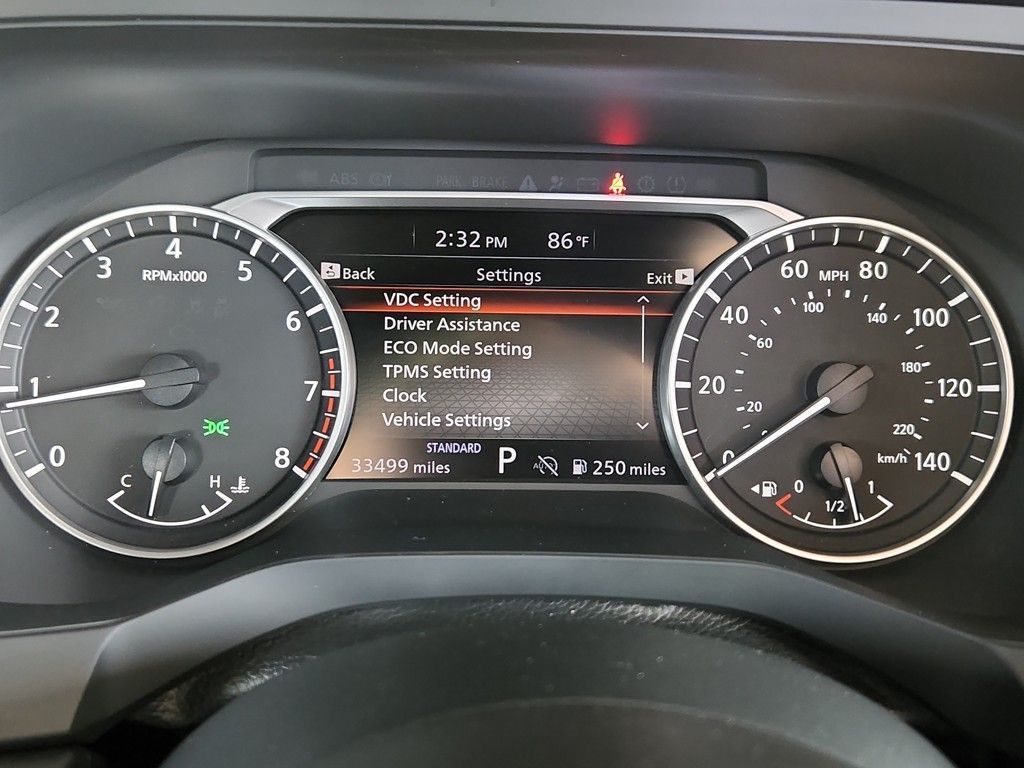 ABS
PARK BRAKE
2:32 PM 86°F
Back Settings Exit
VDC Setting
Driver Assistance
ECO Mode Setting
TPMS Setting
Clock
Vehicle Settings
STANDARD
33499 miles P 250 miles
RPMx1000
0 1 2 3 4 5 6 7 8
C H
MPH
0 20 40 60 80 100 120 140
20 60 100 140 180 220
km/h
0 1/2 1